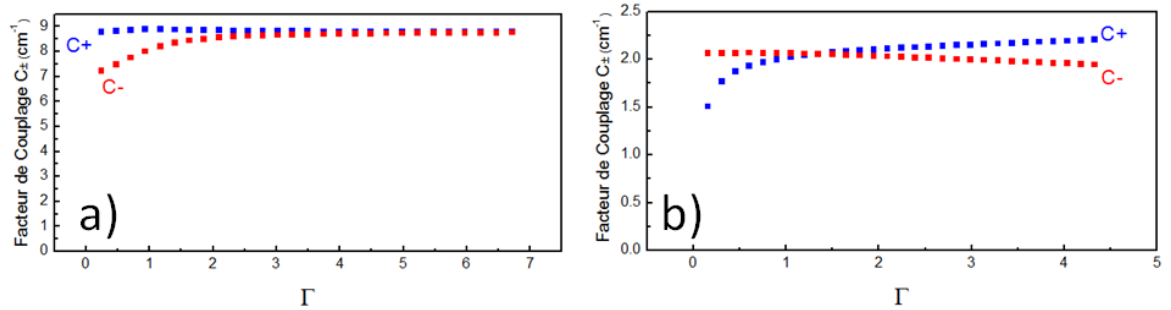 Facteur de Couplage C± (cm⁻¹)
9
8
7
6
5
4
3
2
1
0
C+
C-
a)
0 1 2 3 4 5 6 7
Γ
Facteur de Couplage C± (cm⁻¹)
2.5
2.0
1.5
1.0
0.5
0.0
C+
C-
b)
0 1 2 3 4 5
Γ